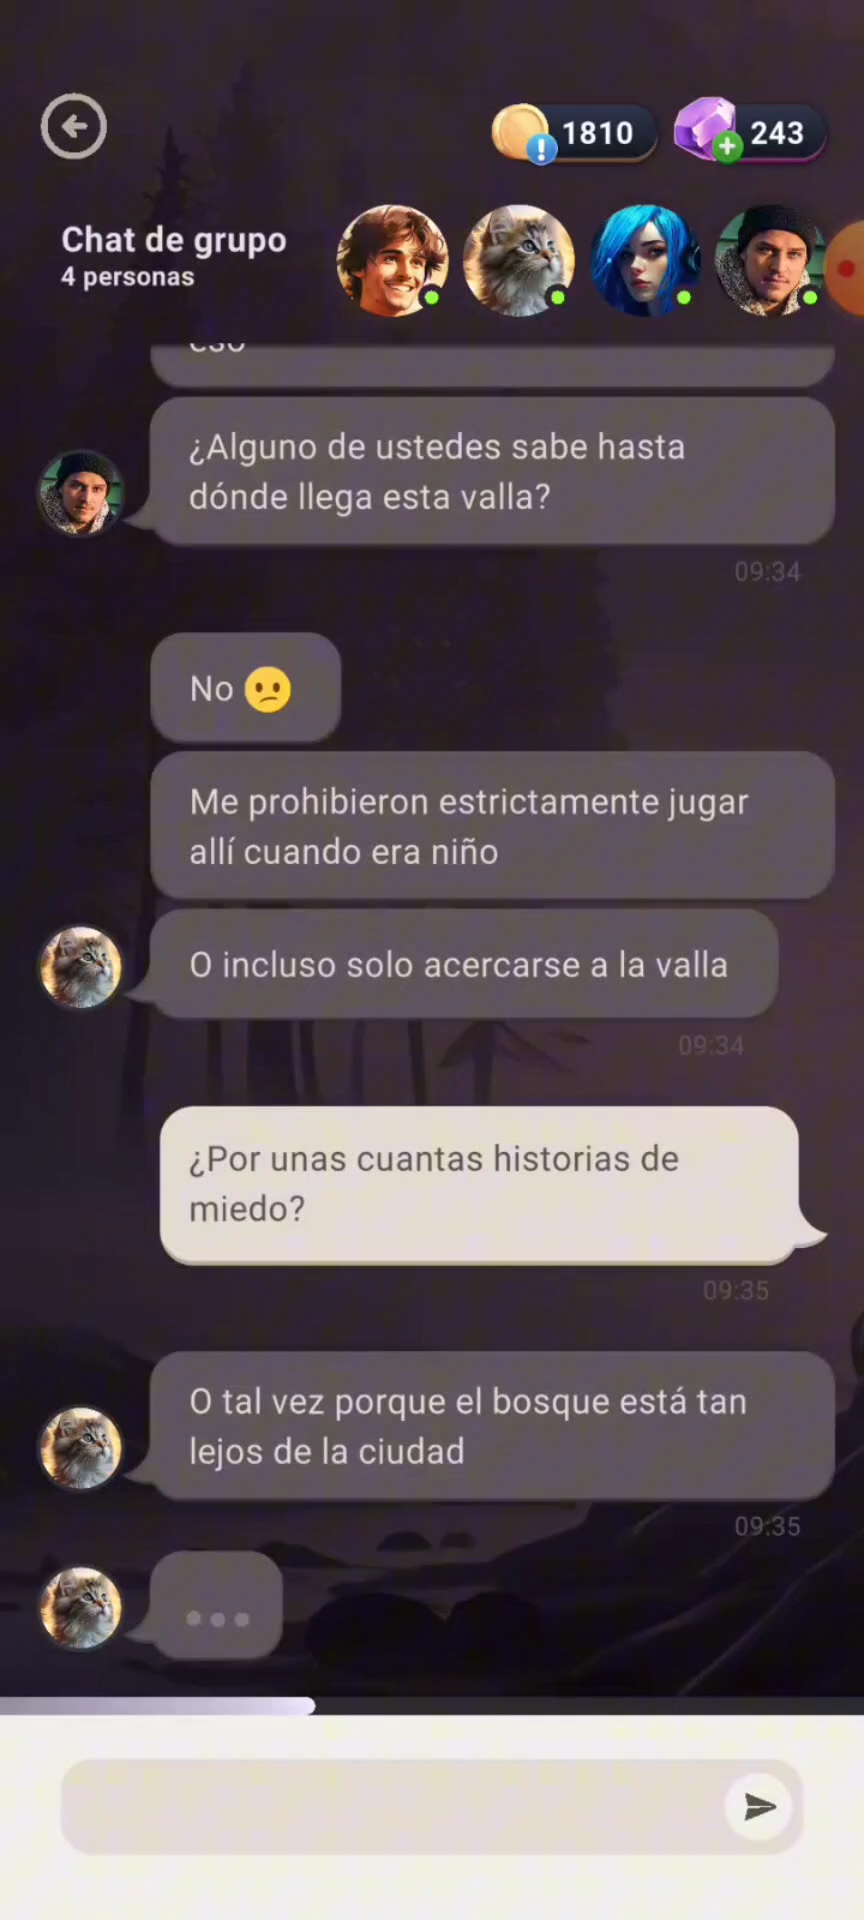 1810
243
Chat de grupo
4 personas
eso
¿Alguno de ustedes sabe hasta
dónde llega esta valla?
09:34
No 😕
Me prohibieron estrictamente jugar
allí cuando era niño
O incluso solo acercarse a la valla
09:34
¿Por unas cuantas historias de
miedo?
09:35
O tal vez porque el bosque está tan
lejos de la ciudad
09:35